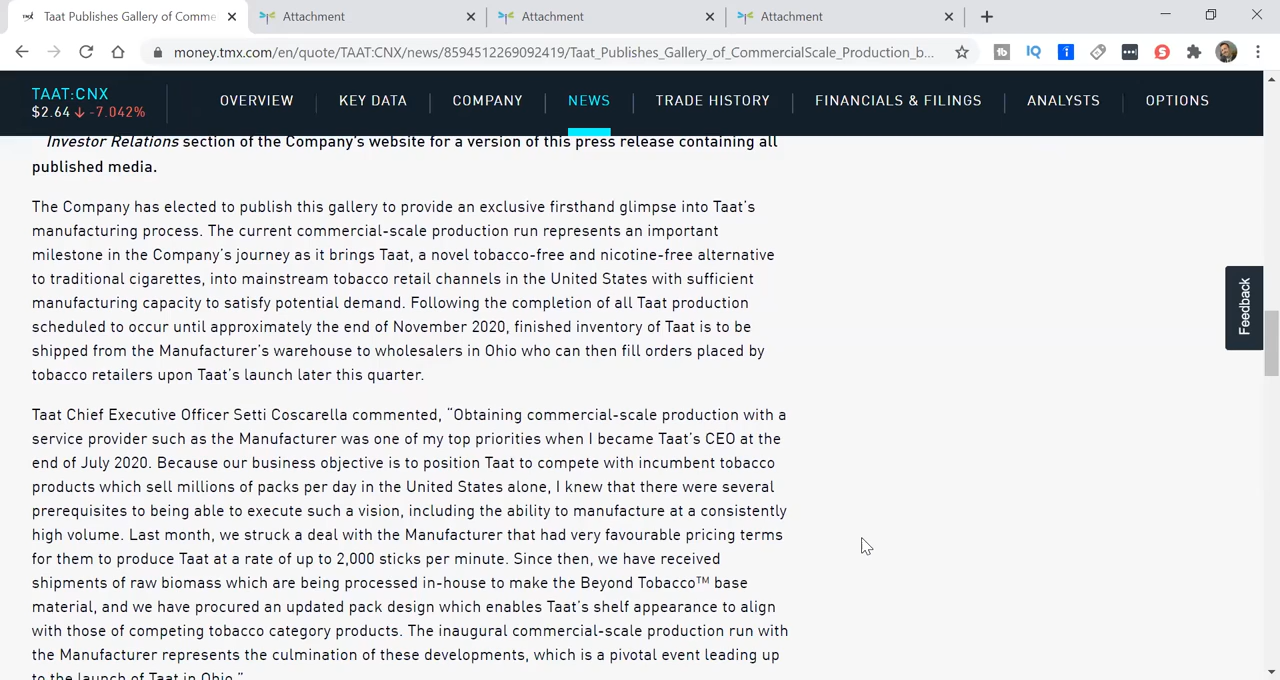 Taat Publishes Gallery of Comme
Attachment
Attachment
Attachment
money.tmx.com/en/quote/TAAT:CNX/news/8594512269092419/Taat_Publishes_Gallery_of_CommercialScale_Production_b...
TAAT:CNX
$2.64 ↓ -7.042%
OVERVIEW
KEY DATA
COMPANY
NEWS
TRADE HISTORY
FINANCIALS & FILINGS
ANALYSTS
OPTIONS
Investor Relations section of the Company's website for a version of this press release containing all
published media.
The Company has elected to publish this gallery to provide an exclusive firsthand glimpse into Taat's
manufacturing process. The current commercial-scale production run represents an important
milestone in the Company's journey as it brings Taat, a novel tobacco-free and nicotine-free alternative
to traditional cigarettes, into mainstream tobacco retail channels in the United States with sufficient
manufacturing capacity to satisfy potential demand. Following the completion of all Taat production
scheduled to occur until approximately the end of November 2020, finished inventory of Taat is to be
shipped from the Manufacturer's warehouse to wholesalers in Ohio who can then fill orders placed by
tobacco retailers upon Taat's launch later this quarter.
Taat Chief Executive Officer Setti Coscarella commented, “Obtaining commercial-scale production with a
service provider such as the Manufacturer was one of my top priorities when I became Taat's CEO at the
end of July 2020. Because our business objective is to position Taat to compete with incumbent tobacco
products which sell millions of packs per day in the United States alone, I knew that there were several
prerequisites to being able to execute such a vision, including the ability to manufacture at a consistently
high volume. Last month, we struck a deal with the Manufacturer that had very favourable pricing terms
for them to produce Taat at a rate of up to 2,000 sticks per minute. Since then, we have received
shipments of raw biomass which are being processed in-house to make the Beyond Tobacco™ base
material, and we have procured an updated pack design which enables Taat's shelf appearance to align
with those of competing tobacco category products. The inaugural commercial-scale production run with
the Manufacturer represents the culmination of these developments, which is a pivotal event leading up
to the launch of Taat in Ohio.”
Feedback